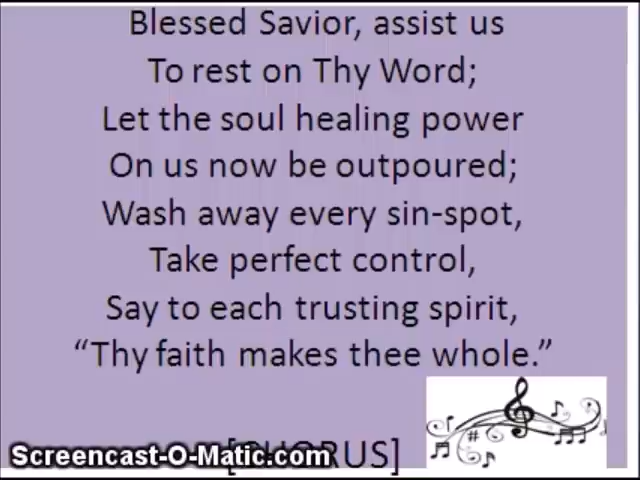 Blessed Savior, assist us
To rest on Thy Word;
Let the soul healing power
On us now be outpoured;
Wash away every sin-spot,
Take perfect control,
Say to each trusting spirit,
“Thy faith makes thee whole.”
[CHORUS]
Screencast-O-Matic.com